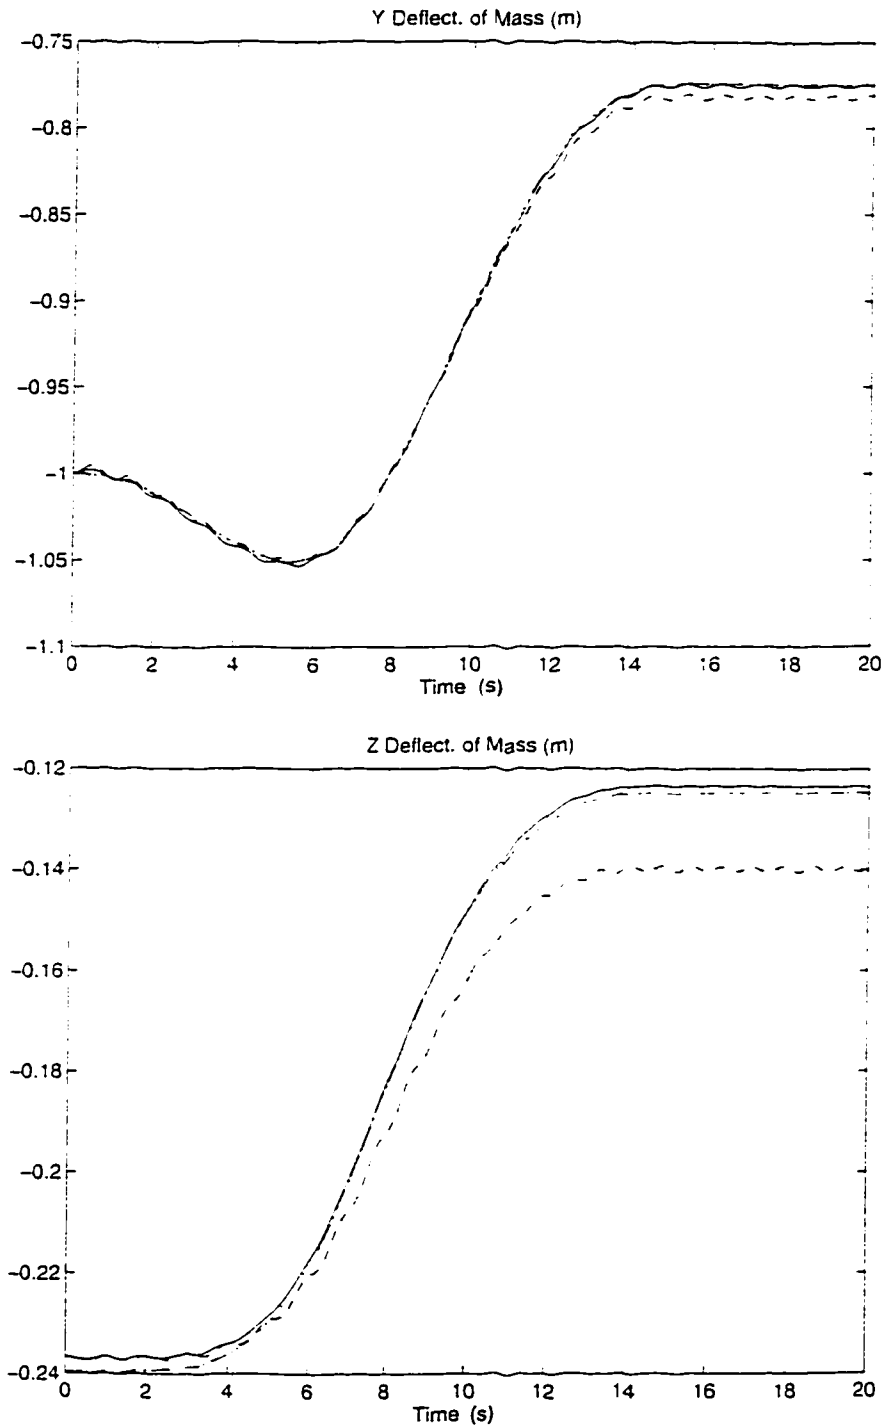 Y Deflect. of Mass (m)
-0.75
-0.8
-0.85
-0.9
-0.95
-1
-1.05
-1.1
0 2 4 6 8 10 12 14 16 18 20
Time (s)
Z Deflect. of Mass (m)
-0.12
-0.14
-0.16
-0.18
-0.2
-0.22
-0.24
0 2 4 6 8 10 12 14 16 18 20
Time (s)